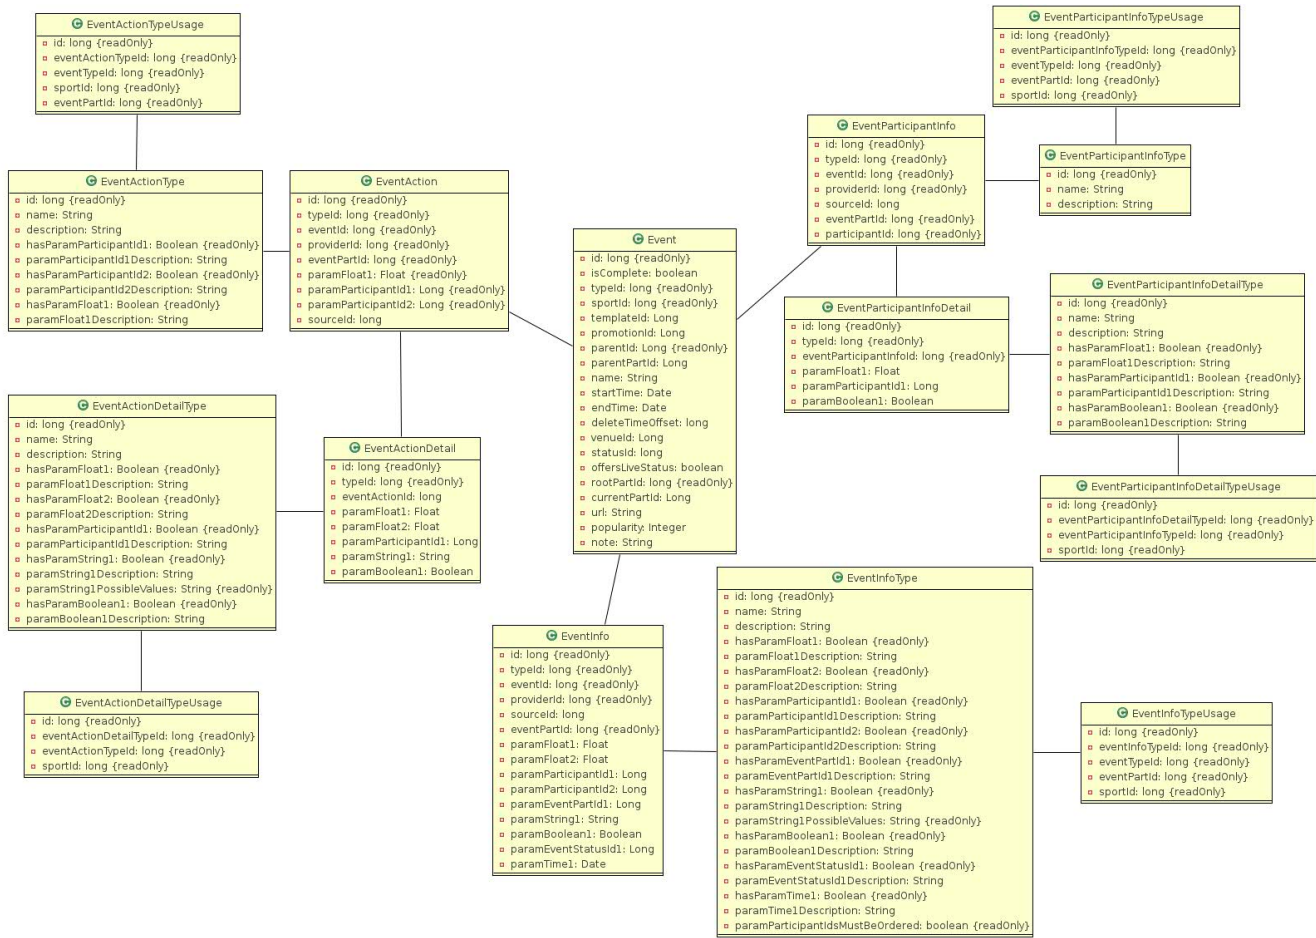 EventActionTypeUsage
id: long {readOnly}
eventActionTypeId: long {readOnly}
eventTypeId: long {readOnly}
sportId: long {readOnly}
eventPartId: long {readOnly}
EventParticipantInfoTypeUsage
id: long {readOnly}
eventParticipantInfoTypeId: long {readOnly}
eventTypeId: long {readOnly}
eventPartId: long {readOnly}
sportId: long {readOnly}
EventParticipantInfo
id: long {readOnly}
typeId: long {readOnly}
eventId: long {readOnly}
providerId: long {readOnly}
sourceId: long
eventPartId: long {readOnly}
participantId: long {readOnly}
EventParticipantInfoType
id: long {readOnly}
name: String
description: String
EventActionType
id: long {readOnly}
name: String
description: String
hasParamParticipantId1: Boolean {readOnly}
paramParticipantId1Description: String
hasParamParticipantId2: Boolean {readOnly}
paramParticipantId2Description: String
hasParamFloat1: Boolean {readOnly}
paramFloat1Description: String
EventAction
id: long {readOnly}
typeId: long {readOnly}
eventId: long {readOnly}
providerId: long {readOnly}
eventPartId: long {readOnly}
paramFloat1: Float {readOnly}
paramParticipantId1: Long {readOnly}
paramParticipantId2: Long {readOnly}
sourceId: long
Event
id: long {readOnly}
isComplete: boolean
typeId: long {readOnly}
sportId: long {readOnly}
templateId: Long
promotionId: Long
parentId: Long {readOnly}
parentPartId: Long
name: String
startTime: Date
endTime: Date
deleteTimeOffset: long
venueId: Long
statusId: long
offersLiveStatus: boolean
rootPartId: long {readOnly}
currentPartId: Long
url: String
popularity: Integer
note: String
EventParticipantInfoDetail
id: long {readOnly}
typeId: long {readOnly}
eventParticipantInfoId: long {readOnly}
paramFloat1: Float
paramParticipantId1: Long
paramBoolean1: Boolean
EventParticipantInfoDetailType
id: long {readOnly}
name: String
description: String
hasParamFloat1: Boolean {readOnly}
paramFloat1Description: String
hasParamParticipantId1: Boolean {readOnly}
paramParticipantId1Description: String
hasParamBoolean1: Boolean {readOnly}
paramBoolean1Description: String
EventActionDetailType
id: long {readOnly}
name: String
description: String
hasParamFloat1: Boolean {readOnly}
paramFloat1Description: String
hasParamFloat2: Boolean {readOnly}
paramFloat2Description: String
hasParamParticipantId1: Boolean {readOnly}
paramParticipantId1Description: String
hasParamString1: Boolean {readOnly}
paramString1Description: String
paramString1PossibleValues: String {readOnly}
hasParamBoolean1: Boolean {readOnly}
paramBoolean1Description: String
EventActionDetail
id: long {readOnly}
typeId: long {readOnly}
eventActionId: long
paramFloat1: Float
paramFloat2: Float
paramParticipantId1: Long
paramString1: String
paramBoolean1: Boolean
EventParticipantInfoDetailTypeUsage
id: long {readOnly}
eventParticipantInfoDetailTypeId: long {readOnly}
eventParticipantInfoTypeId: long {readOnly}
sportId: long {readOnly}
EventInfoType
id: long {readOnly}
name: String
description: String
hasParamFloat1: Boolean {readOnly}
paramFloat1Description: String
hasParamFloat2: Boolean {readOnly}
paramFloat2Description: String
hasParamParticipantId1: Boolean {readOnly}
paramParticipantId1Description: String
hasParamParticipantId2: Boolean {readOnly}
paramParticipantId2Description: String
hasParamEventPartId1: Boolean {readOnly}
paramEventPartId1Description: String
hasParamString1: Boolean {readOnly}
paramString1Description: String
paramString1PossibleValues: String {readOnly}
hasParamBoolean1: Boolean {readOnly}
paramBoolean1Description: String
hasParamEventStatusId1: Boolean {readOnly}
paramEventStatusId1Description: String
hasParamTime1: Boolean {readOnly}
paramTime1Description: String
paramParticipantIdsMustBeOrdered: boolean {readOnly}
EventInfo
id: long {readOnly}
typeId: long {readOnly}
eventId: long {readOnly}
providerId: long {readOnly}
sourceId: long
eventPartId: long {readOnly}
paramFloat1: Float
paramFloat2: Float
paramParticipantId1: Long
paramParticipantId2: Long
paramEventPartId1: Long
paramString1: String
paramBoolean1: Boolean
paramEventStatusId1: Long
paramTime1: Date
EventActionDetailTypeUsage
id: long {readOnly}
eventActionDetailTypeId: long {readOnly}
eventActionTypeId: long {readOnly}
sportId: long {readOnly}
EventInfoTypeUsage
id: long {readOnly}
eventInfoTypeId: long {readOnly}
eventTypeId: long {readOnly}
eventPartId: long {readOnly}
sportId: long {readOnly}